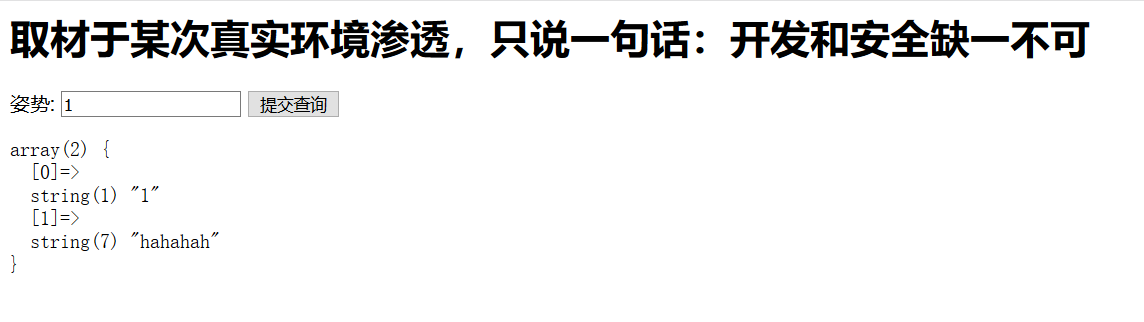 取材于某次真实环境渗透，只说一句话：开发和安全缺一不可
姿势: 1 提交查询
array(2) {
  [0]=>
  string(1) "1"
  [1]=>
  string(7) "hahahah"
}